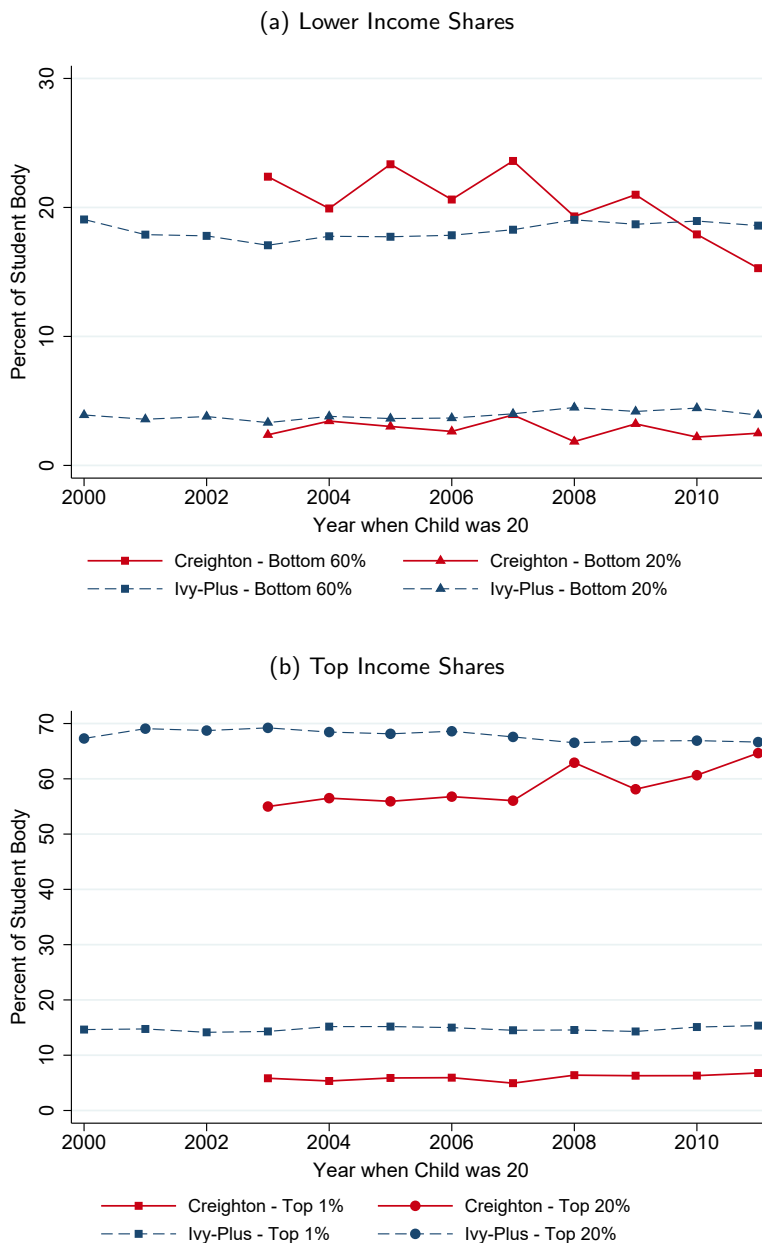 (a) Lower Income Shares
30
20
10
0
Percent of Student Body
2000 2002 2004 2006 2008 2010
Year when Child was 20
Creighton - Bottom 60% Creighton - Bottom 20%
Ivy-Plus - Bottom 60% Ivy-Plus - Bottom 20%
(b) Top Income Shares
70
60
50
40
30
20
10
0
Percent of Student Body
2000 2002 2004 2006 2008 2010
Year when Child was 20
Creighton - Top 1% Creighton - Top 20%
Ivy-Plus - Top 1% Ivy-Plus - Top 20%